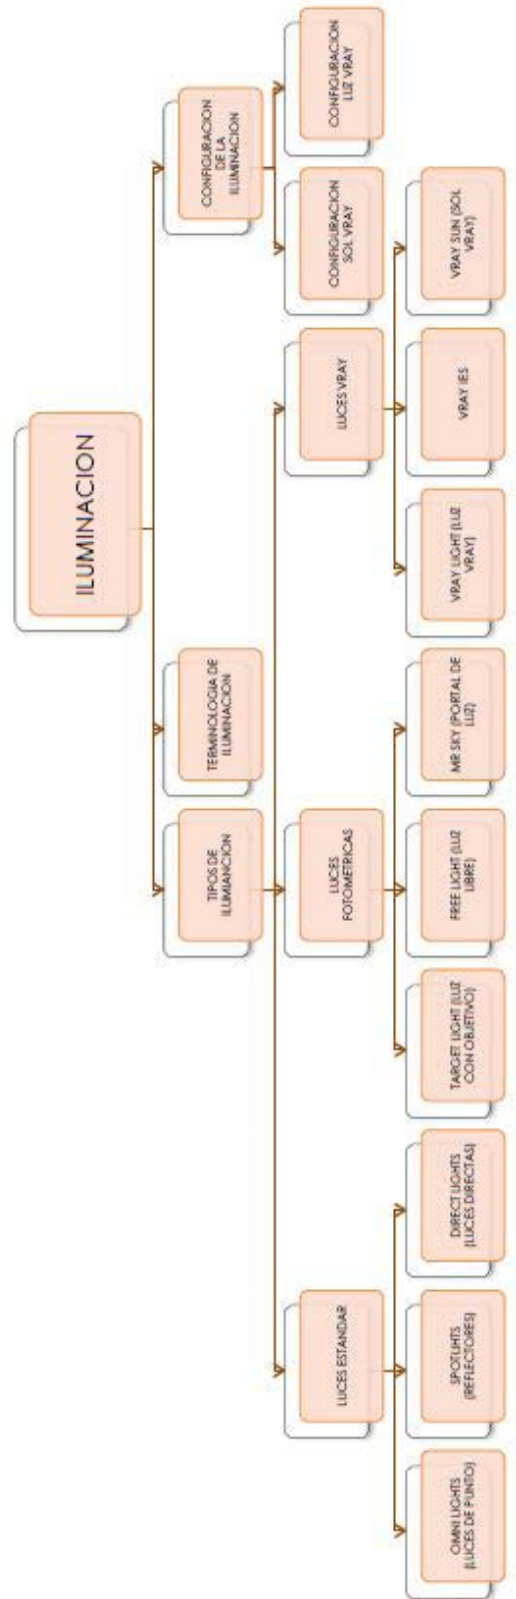 ILUMINACION
TIPOS DE
ILUMIANCION
TERMINOLOGIA DE
ILUMINACION
CONFIGURACION
DE LA
ILUMINACION
LUCES ESTANDAR
LUCES
FOTOMETRICAS
LUCES VRAY
CONFIGURACION
SOL VRAY
CONFIGURACION
LUZ VRAY
OMNI LIGHTS
(LUCES DE PUNTO)
SPOTLIHTS
(REFLECTORES)
DIRECT LIGHTS
(LUCES DIRECTAS)
TARGET LIGHT (LUZ
CON OBJETIVO)
FREE LIGHT (LUZ
LIBRE)
MR SKY (PORTAL DE
LUZ)
VRAY LIGHT (LUZ
VRAY)
VRAY IES
VRAY SUN (SOL
VRAY)